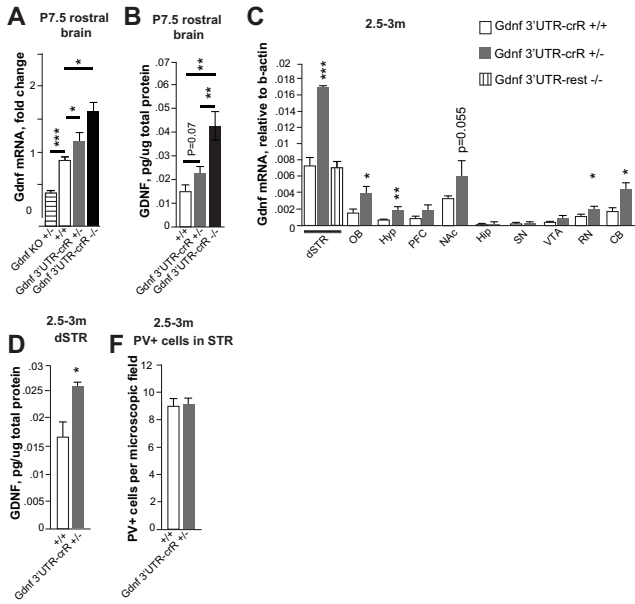 A
P7.5 rostral
brain
Gdnf mRNA, fold change
2
1
0
***
*
*
Gdnf KO +/-
+/+
Gdnf 3'UTR-crR +/-
Gdnf 3'UTR-crR -/-
B
P7.5 rostral
brain
GDNF, pg/ug total protein
.07
.06
.05
.04
.03
.02
.01
0
P=0.07
**
**
+/+
Gdnf 3'UTR-crR +/-
Gdnf 3'UTR-crR -/-
C
2.5-3m
Gdnf 3'UTR-crR +/+
Gdnf 3'UTR-crR +/-
Gdnf 3'UTR-rest -/-
Gdnf mRNA, relative to b-actin
.02
.018
.016
.014
.012
.01
.008
.006
.004
.002
0
***
*
**
p=0.055
*
*
dSTR
OB
Hyp
PFC
NAc
Hip
SN
VTA
RN
CB
D
2.5-3m
dSTR
GDNF, pg/ug total protein
.03
.025
.02
.015
.01
.005
0
*
+/+
Gdnf 3'UTR-crR +/-
F
2.5-3m
PV+ cells in STR
PV+ cells per microscopic field
12
10
8
6
4
2
0
+/+
Gdnf 3'UTR-crR +/-